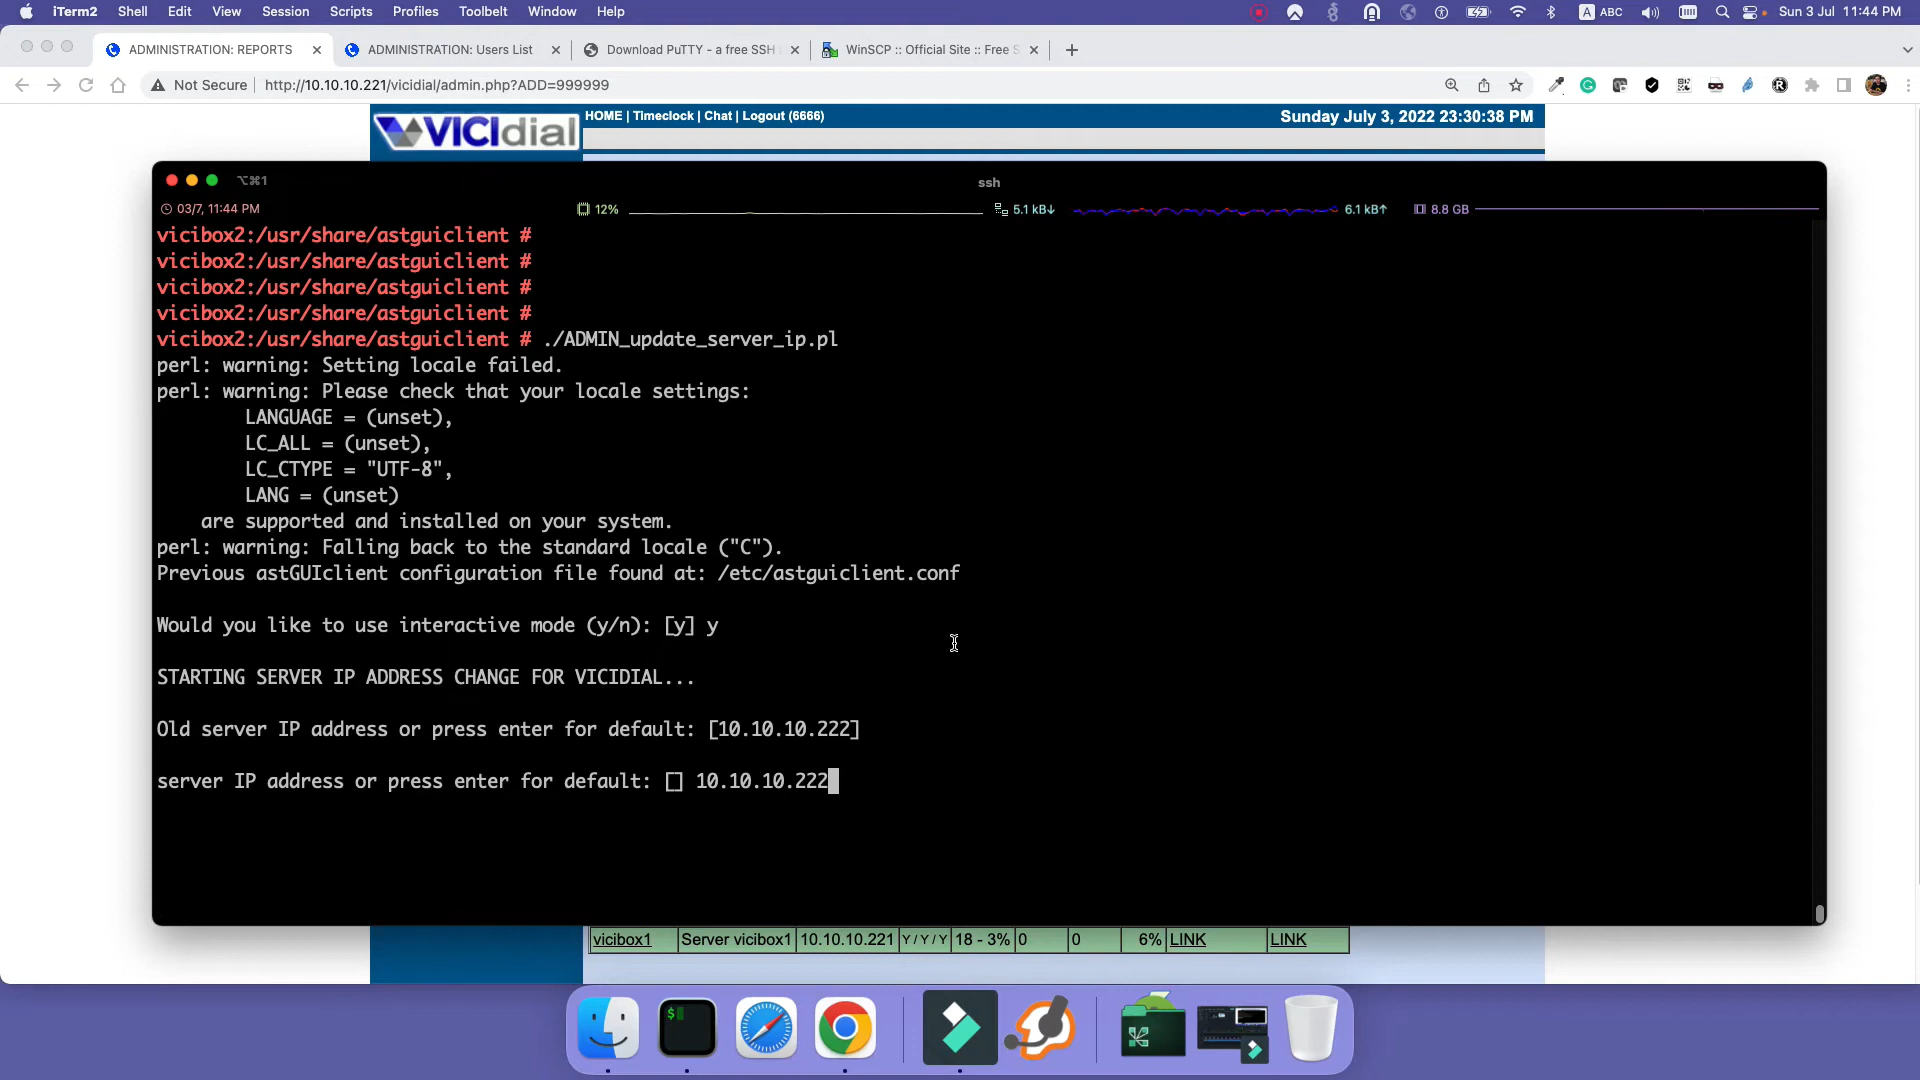 iTerm2 Shell Edit View Session Scripts Profiles Toolbelt Window Help A ABC Sun 3 Jul 11:44 PM
ADMINISTRATION: REPORTS ADMINISTRATION: Users List Download PuTTY - a free SSH WinSCP :: Official Site :: Free S
Not Secure http://10.10.10.221/vicidial/admin.php?ADD=999999
VICIdial HOME | Timeclock | Chat | Logout (6666) Sunday July 3, 2022 23:30:38 PM
⌥⌘1 ssh
03/7, 11:44 PM 12% 5.1 kB↓ 6.1 kB↑ 8.8 GB
vicibox2:/usr/share/astguiclient #
vicibox2:/usr/share/astguiclient #
vicibox2:/usr/share/astguiclient #
vicibox2:/usr/share/astguiclient #
vicibox2:/usr/share/astguiclient # ./ADMIN_update_server_ip.pl
perl: warning: Setting locale failed.
perl: warning: Please check that your locale settings:
LANGUAGE = (unset),
LC_ALL = (unset),
LC_CTYPE = "UTF-8",
LANG = (unset)
are supported and installed on your system.
perl: warning: Falling back to the standard locale ("C").
Previous astGUIclient configuration file found at: /etc/astguiclient.conf
Would you like to use interactive mode (y/n): [y] y
STARTING SERVER IP ADDRESS CHANGE FOR VICIDIAL...
Old server IP address or press enter for default: [10.10.10.222]
server IP address or press enter for default: [] 10.10.10.222
vicibox1 Server vicibox1 10.10.10.221 Y / Y / Y 18 - 3% 0 0 6% LINK LINK